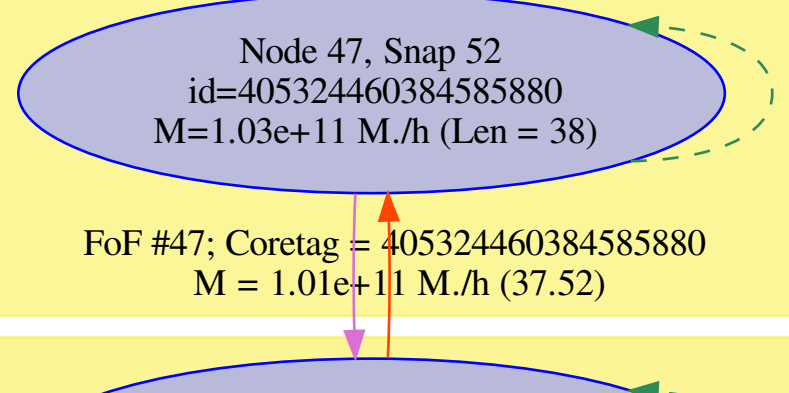 Node 47, Snap 52
id=405324460384585880
M=1.03e+11 M./h (Len = 38)
FoF #47; Coretag = 405324460384585880
M = 1.01e+11 M./h (37.52)